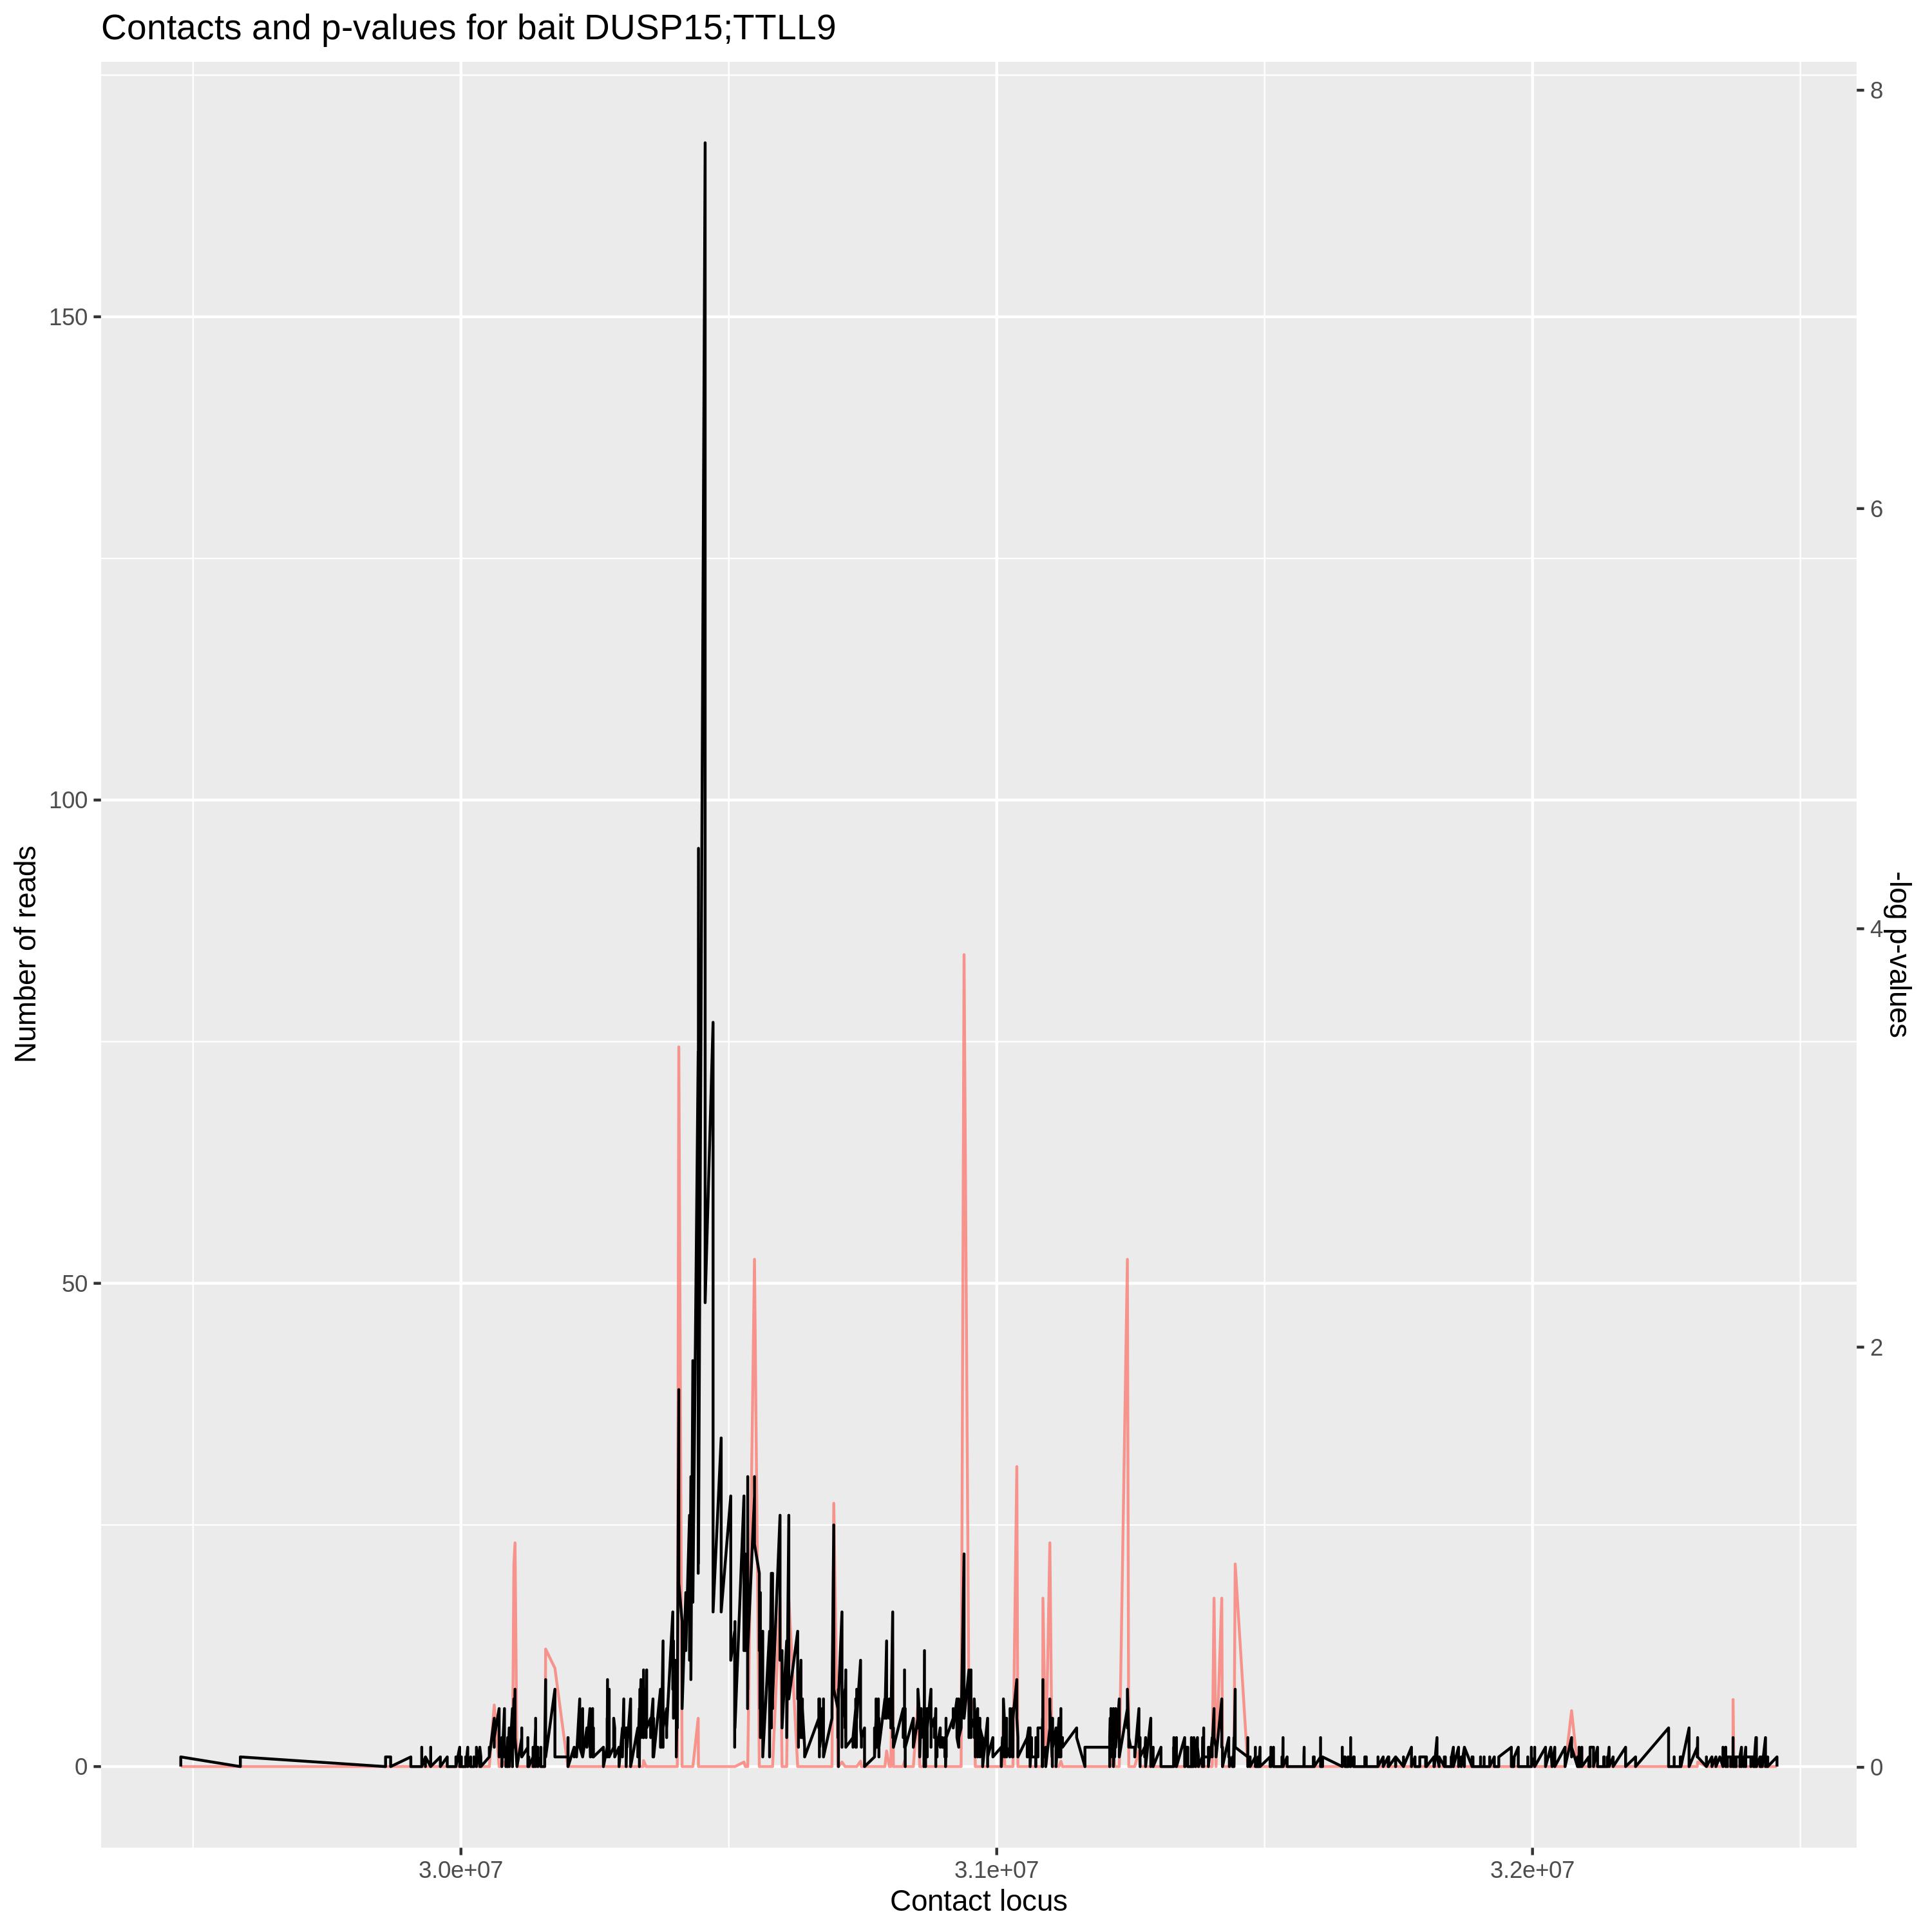 Contacts and p-values for bait DUSP15;TTLL9
8
150
6
100
4
50
2
0
0
Number of reads
-log p-values
3.0e+07
3.1e+07
3.2e+07
Contact locus